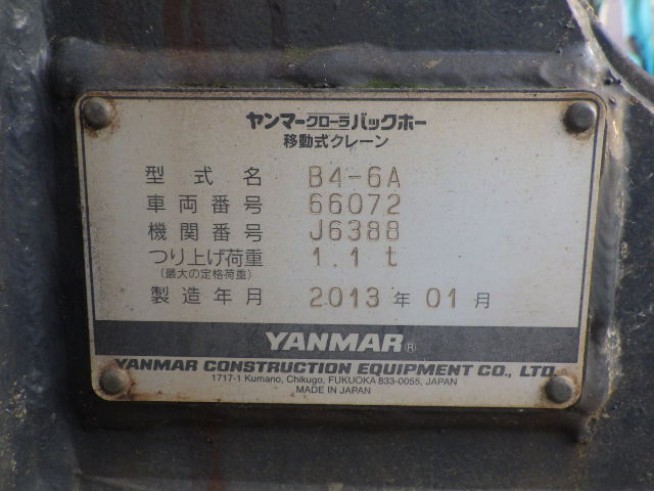 ヤンマークローラバックホー
移動式クレーン
型式名 B4-6A
車両番号 66072
機関番号 J6388
つり上げ荷重 1.1t
(最大の定格荷重)
製造年月 2013年01月
YANMAR®
YANMAR CONSTRUCTION EQUIPMENT CO., LTD.
1717-1 Kumano, Chikugo, FUKUOKA 833-0055, JAPAN
MADE IN JAPAN